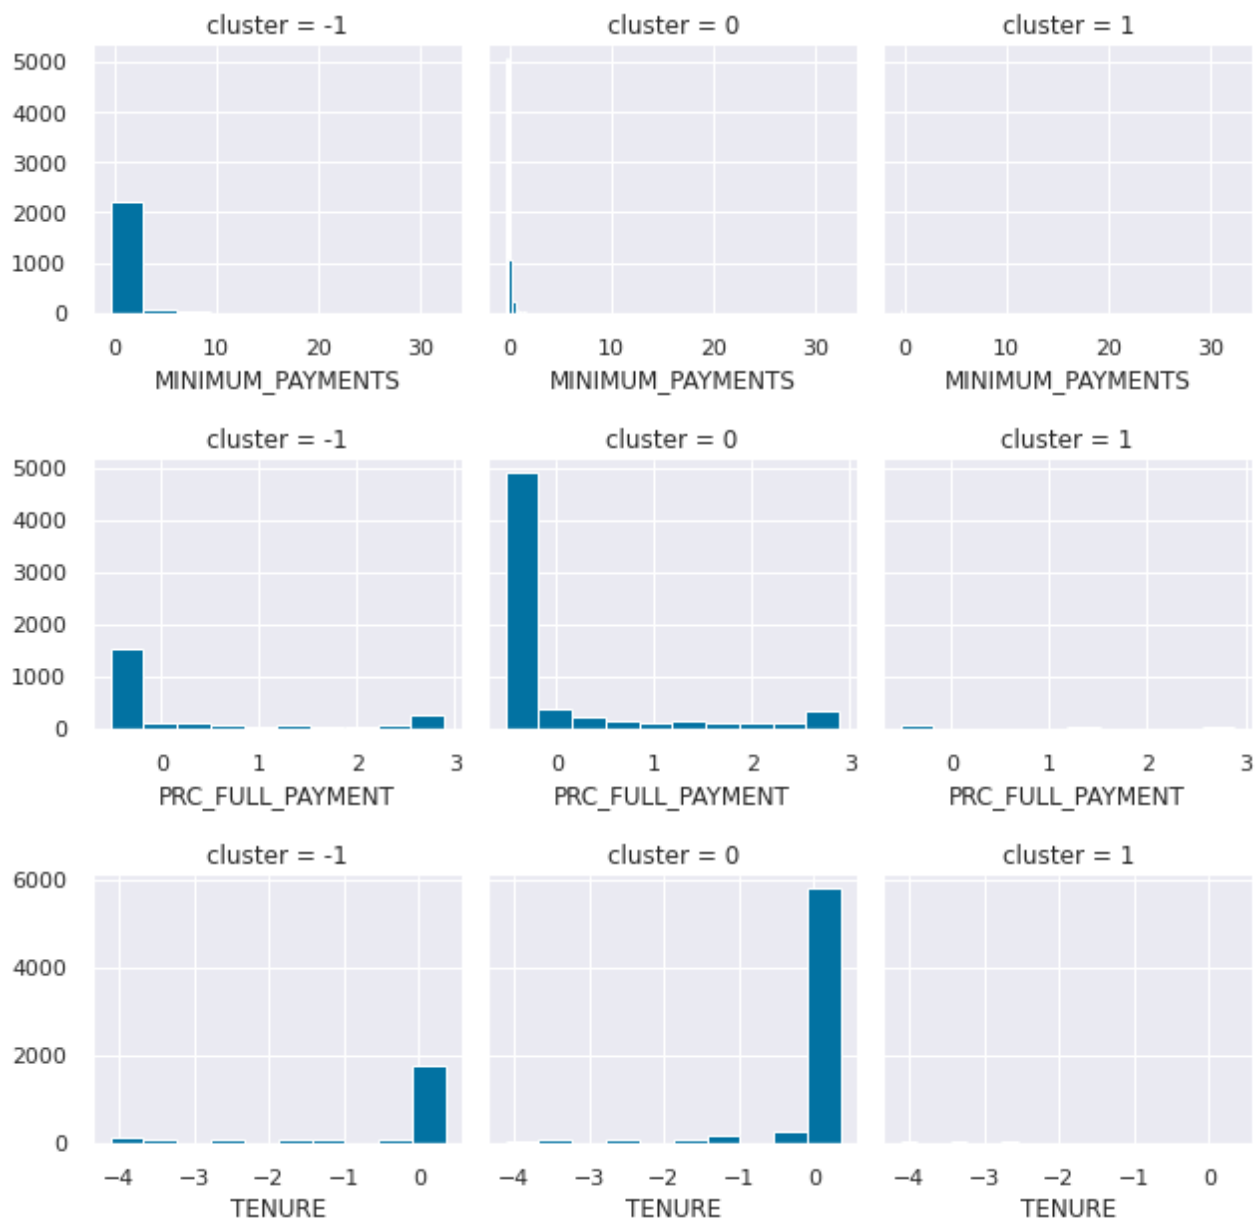 cluster = -1 cluster = 0 cluster = 1
5000
4000
3000
2000
1000
0
0 10 20 30 0 10 20 30 0 10 20 30
MINIMUM_PAYMENTS MINIMUM_PAYMENTS MINIMUM_PAYMENTS
cluster = -1 cluster = 0 cluster = 1
5000
4000
3000
2000
1000
0
0 1 2 3 0 1 2 3 0 1 2 3
PRC_FULL_PAYMENT PRC_FULL_PAYMENT PRC_FULL_PAYMENT
cluster = -1 cluster = 0 cluster = 1
6000
4000
2000
0
−4 −3 −2 −1 0 −4 −3 −2 −1 0 −4 −3 −2 −1 0
TENURE TENURE TENURE